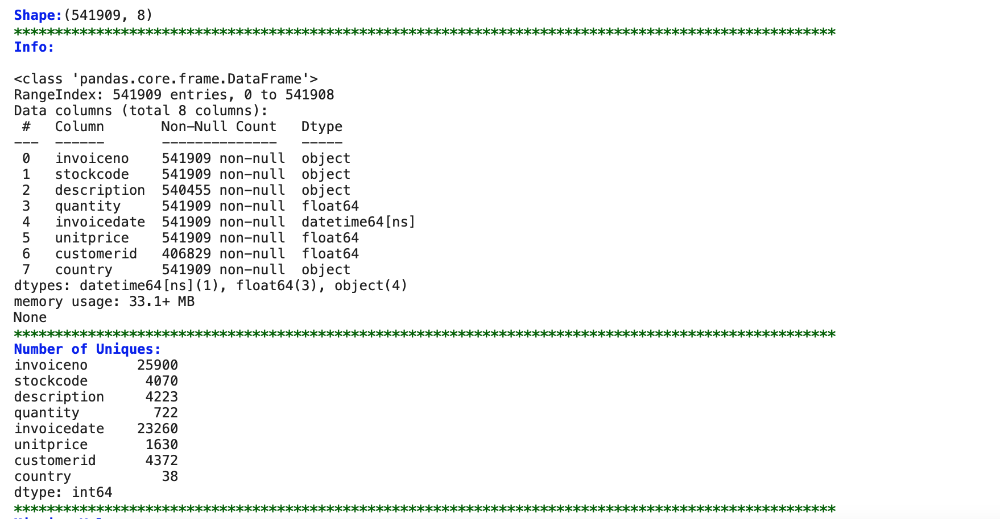 Shape:(541909, 8)
****************************************************************************************************
Info:
<class 'pandas.core.frame.DataFrame'>
RangeIndex: 541909 entries, 0 to 541908
Data columns (total 8 columns):
 #   Column       Non-Null Count   Dtype
---  ------       --------------   -----
 0   invoiceno    541909 non-null  object
 1   stockcode    541909 non-null  object
 2   description  540455 non-null  object
 3   quantity     541909 non-null  float64
 4   invoicedate  541909 non-null  datetime64[ns]
 5   unitprice    541909 non-null  float64
 6   customerid   406829 non-null  float64
 7   country      541909 non-null  object
dtypes: datetime64[ns](1), float64(3), object(4)
memory usage: 33.1+ MB
None
****************************************************************************************************
Number of Uniques:
invoiceno      25900
stockcode       4070
description     4223
quantity         722
invoicedate    23260
unitprice       1630
customerid      4372
country           38
dtype: int64
****************************************************************************************************